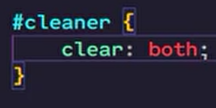 #cleaner {
    clear: both;
}